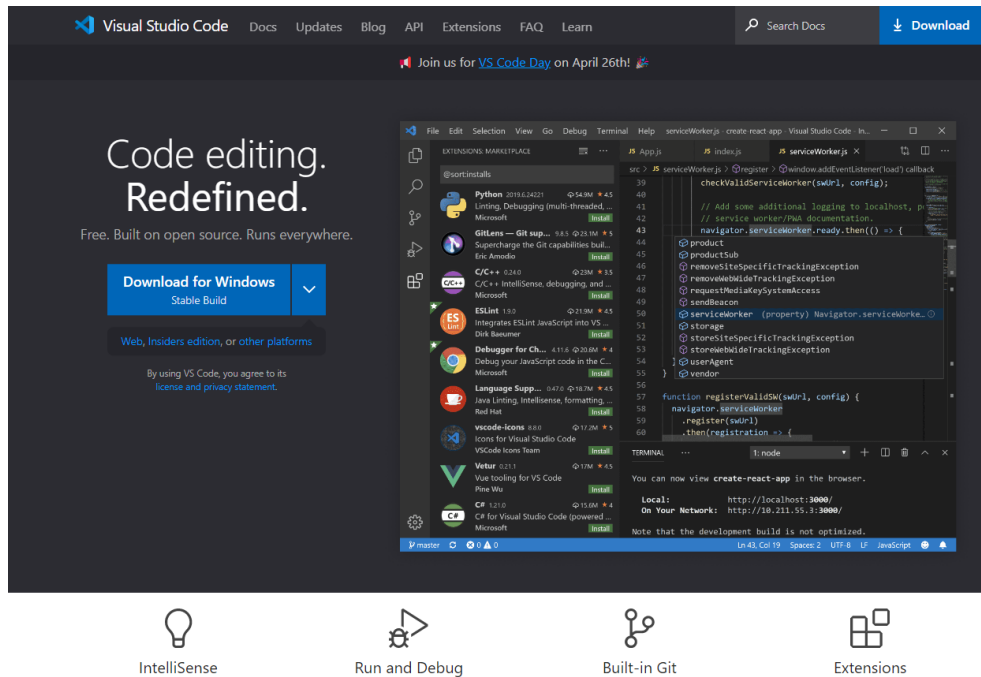 Visual Studio Code Docs Updates Blog API Extensions FAQ Learn Search Docs Download
Join us for VS Code Day on April 26th!
Code editing.
Redefined.
Free. Built on open source. Runs everywhere.
Download for Windows
Stable Build
Web, Insiders edition, or other platforms
By using VS Code, you agree to its
license and privacy statement.
File Edit Selection View Go Debug Terminal Help serviceWorker.js - create-react-app - Visual Studio Code - In...
EXTENSIONS: MARKETPLACE
@sort:installs
Python 2019.6.24221 54.9M 4.5
Linting, Debugging (multi-threaded, ...
Microsoft Install
GitLens — Git sup... 9.8.5 23.1M 5
Supercharge the Git capabilities buil...
Eric Amodio Install
C/C++ 0.24.0 23M 3.5
C/C++ IntelliSense, debugging, and ...
Microsoft Install
ESLint 1.9.0 21.9M 4.5
Integrates ESLint JavaScript into VS ...
Dirk Baeumer Install
Debugger for Ch... 4.11.6 20.6M 4
Debug your JavaScript code in the C...
Microsoft Install
Language Supp... 0.47.0 18.7M 4.5
Java Linting, Intellisense, formatting, ...
Red Hat Install
vscode-icons 8.8.0 17.2M 5
Icons for Visual Studio Code
VSCode Icons Team Install
Vetur 0.21.1 17M 4.5
Vue tooling for VS Code
Pine Wu Install
C# 1.21.0 15.6M 4
C# for Visual Studio Code (powered ...
Microsoft Install
C/C++
ES
Lint
C#
JS App.js JS index.js JS serviceWorker.js
src > JS serviceWorker.js > register > window.addEventListener('load') callback
39 checkValidServiceWorker(swUrl, config);
40
41 // Add some additional logging to localhost, p
42 // service worker/PWA documentation.
43 navigator.serviceWorker.ready.then(() => {
44 product
45 productSub
46 removeSiteSpecificTrackingException
47 removeWebWideTrackingException
48 requestMediaKeySystemAccess
49 sendBeacon
50 serviceWorker (property) Navigator.serviceWorke...
51 storage
52 storeSiteSpecificTrackingException
53 storeWebWideTrackingException
54 } userAgent
55 } vendor
56
57 function registerValidSW(swUrl, config) {
58 navigator.serviceWorker
59 .register(swUrl)
60 .then(registration => {
TERMINAL ... 1: node
You can now view create-react-app in the browser.
Local: http://localhost:3000/
On Your Network: http://10.211.55.3:3000/
Note that the development build is not optimized.
master 0 0 Ln 43, Col 19 Spaces: 2 UTF-8 LF JavaScript
IntelliSense Run and Debug Built-in Git Extensions